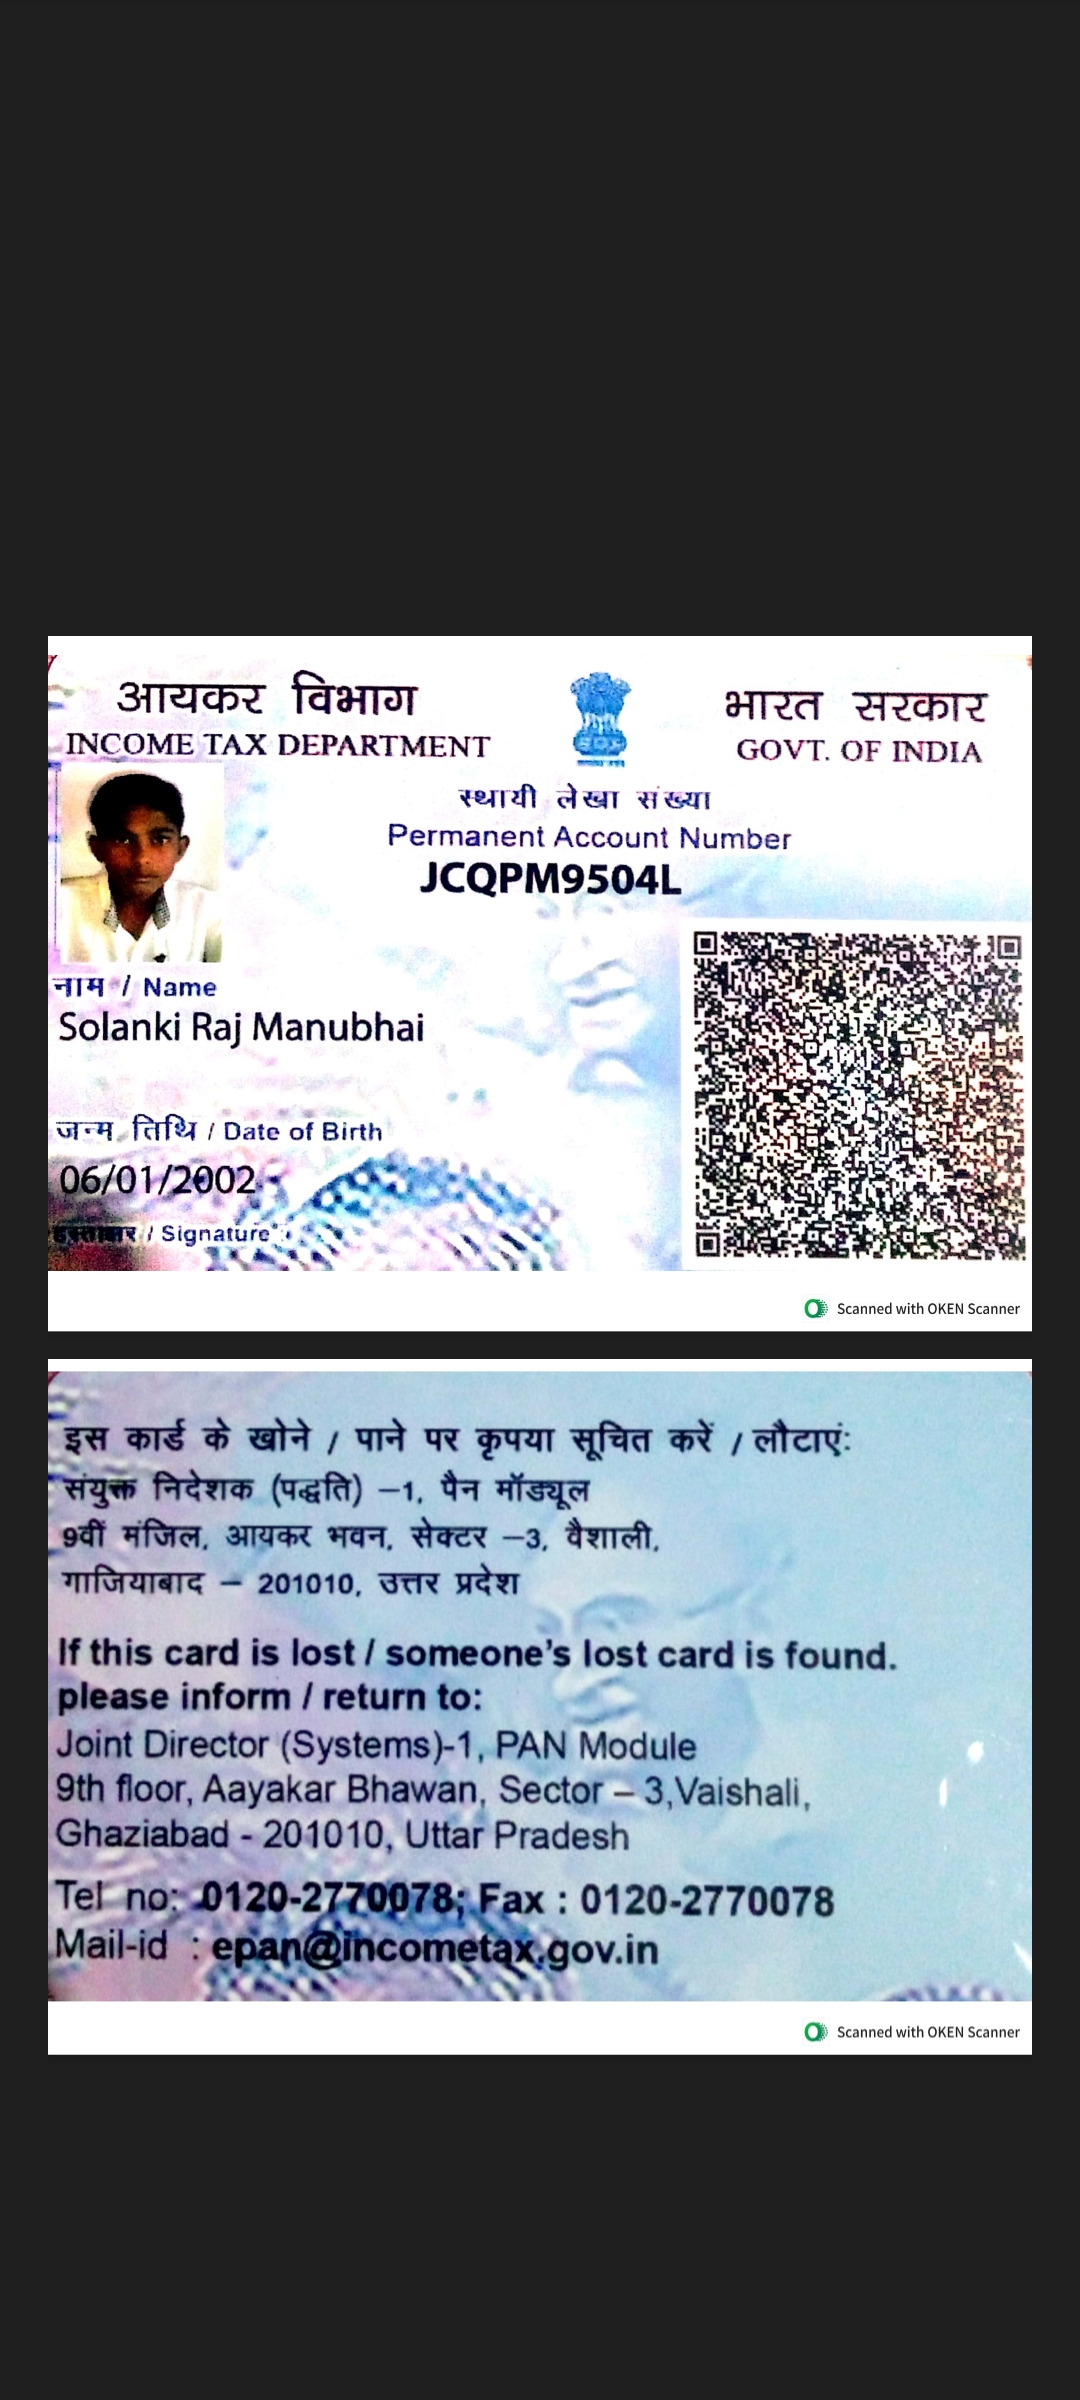 आयकर विभाग
INCOME TAX DEPARTMENT
भारत सरकार
GOVT. OF INDIA
स्थायी लेखा संख्या
Permanent Account Number
JCQPM9504L
नाम / Name
Solanki Raj Manubhai
जन्म तिथि / Date of Birth
06/01/2002
हस्ताक्षर / Signature
Scanned with OKEN Scanner
इस कार्ड के खोने / पाने पर कृपया सूचित करें / लौटाएं:
संयुक्त निदेशक (पद्धति) –1, पैन मॉड्यूल
9वीं मंजिल, आयकर भवन, सेक्टर –3, वैशाली,
गाजियाबाद – 201010, उत्तर प्रदेश
If this card is lost / someone's lost card is found.
please inform / return to:
Joint Director (Systems)-1, PAN Module
9th floor, Aayakar Bhawan, Sector – 3,Vaishali,
Ghaziabad - 201010, Uttar Pradesh
Tel no: 0120-2770078; Fax : 0120-2770078
Mail-id : epan@incometax.gov.in
Scanned with OKEN Scanner